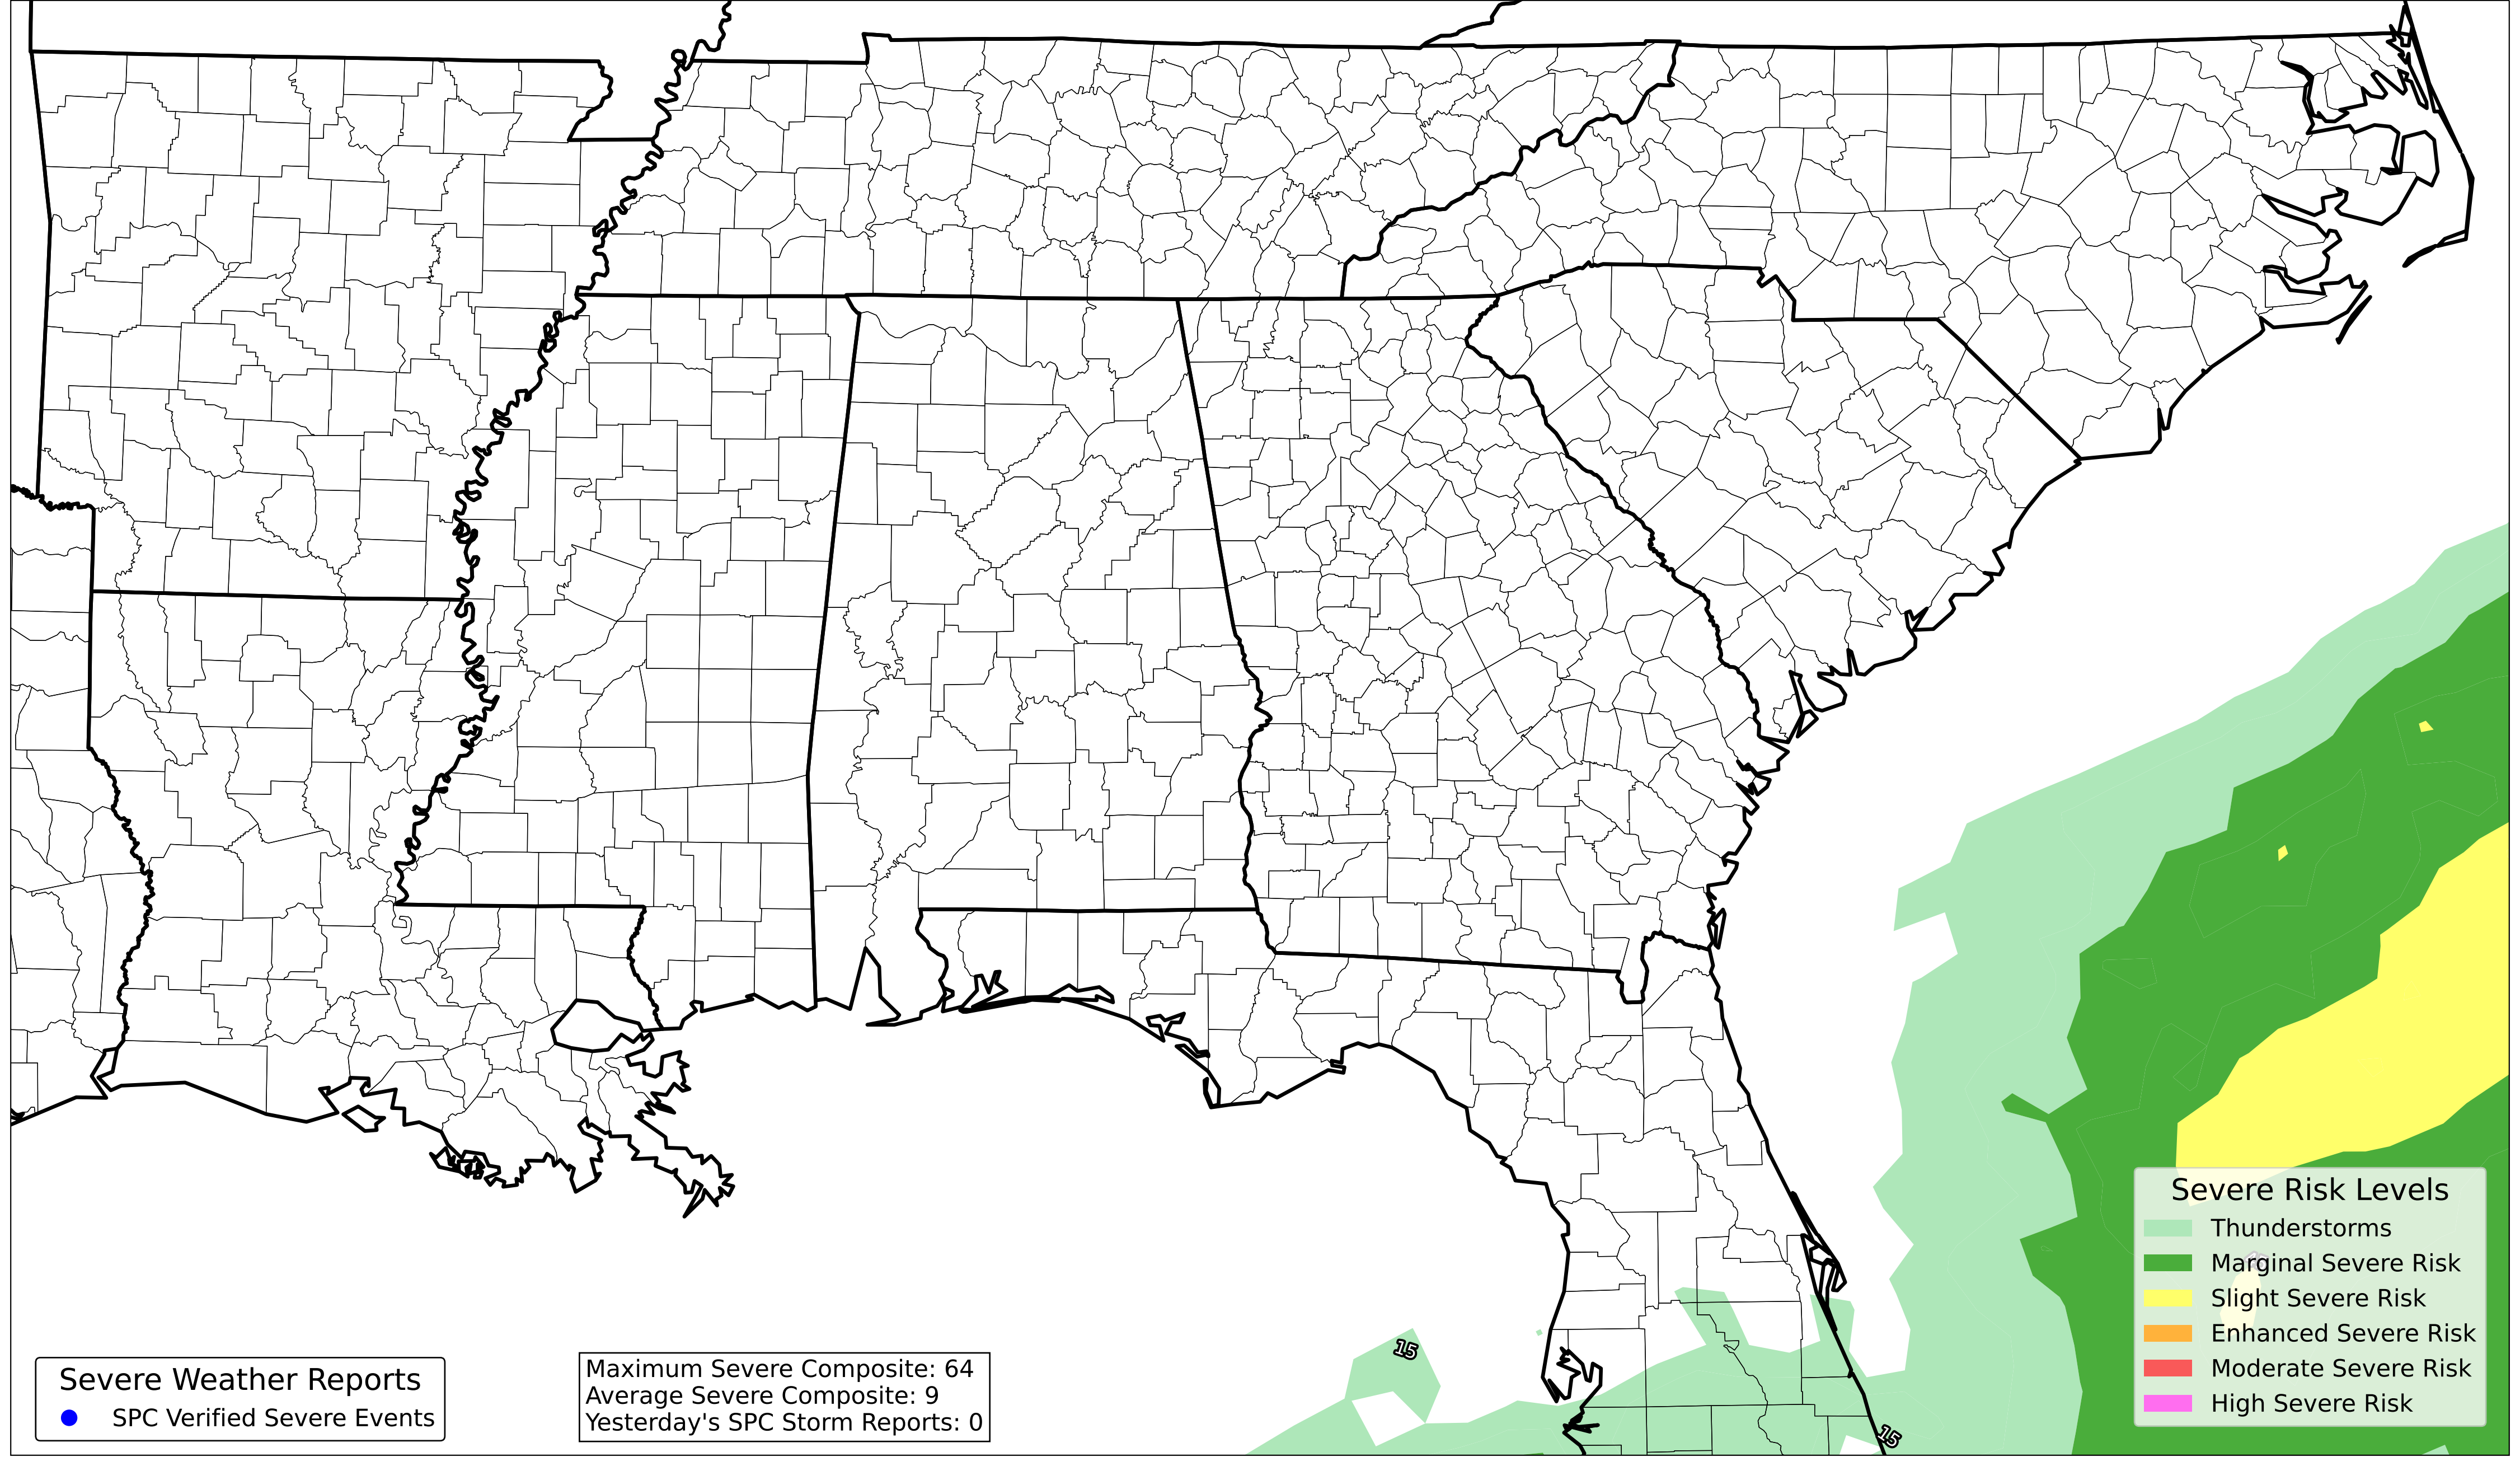 15
15
Severe Weather Reports
SPC Verified Severe Events
Maximum Severe Composite: 64
Average Severe Composite: 9
Yesterday's SPC Storm Reports: 0
Severe Risk Levels
Thunderstorms
Marginal Severe Risk
Slight Severe Risk
Enhanced Severe Risk
Moderate Severe Risk
High Severe Risk